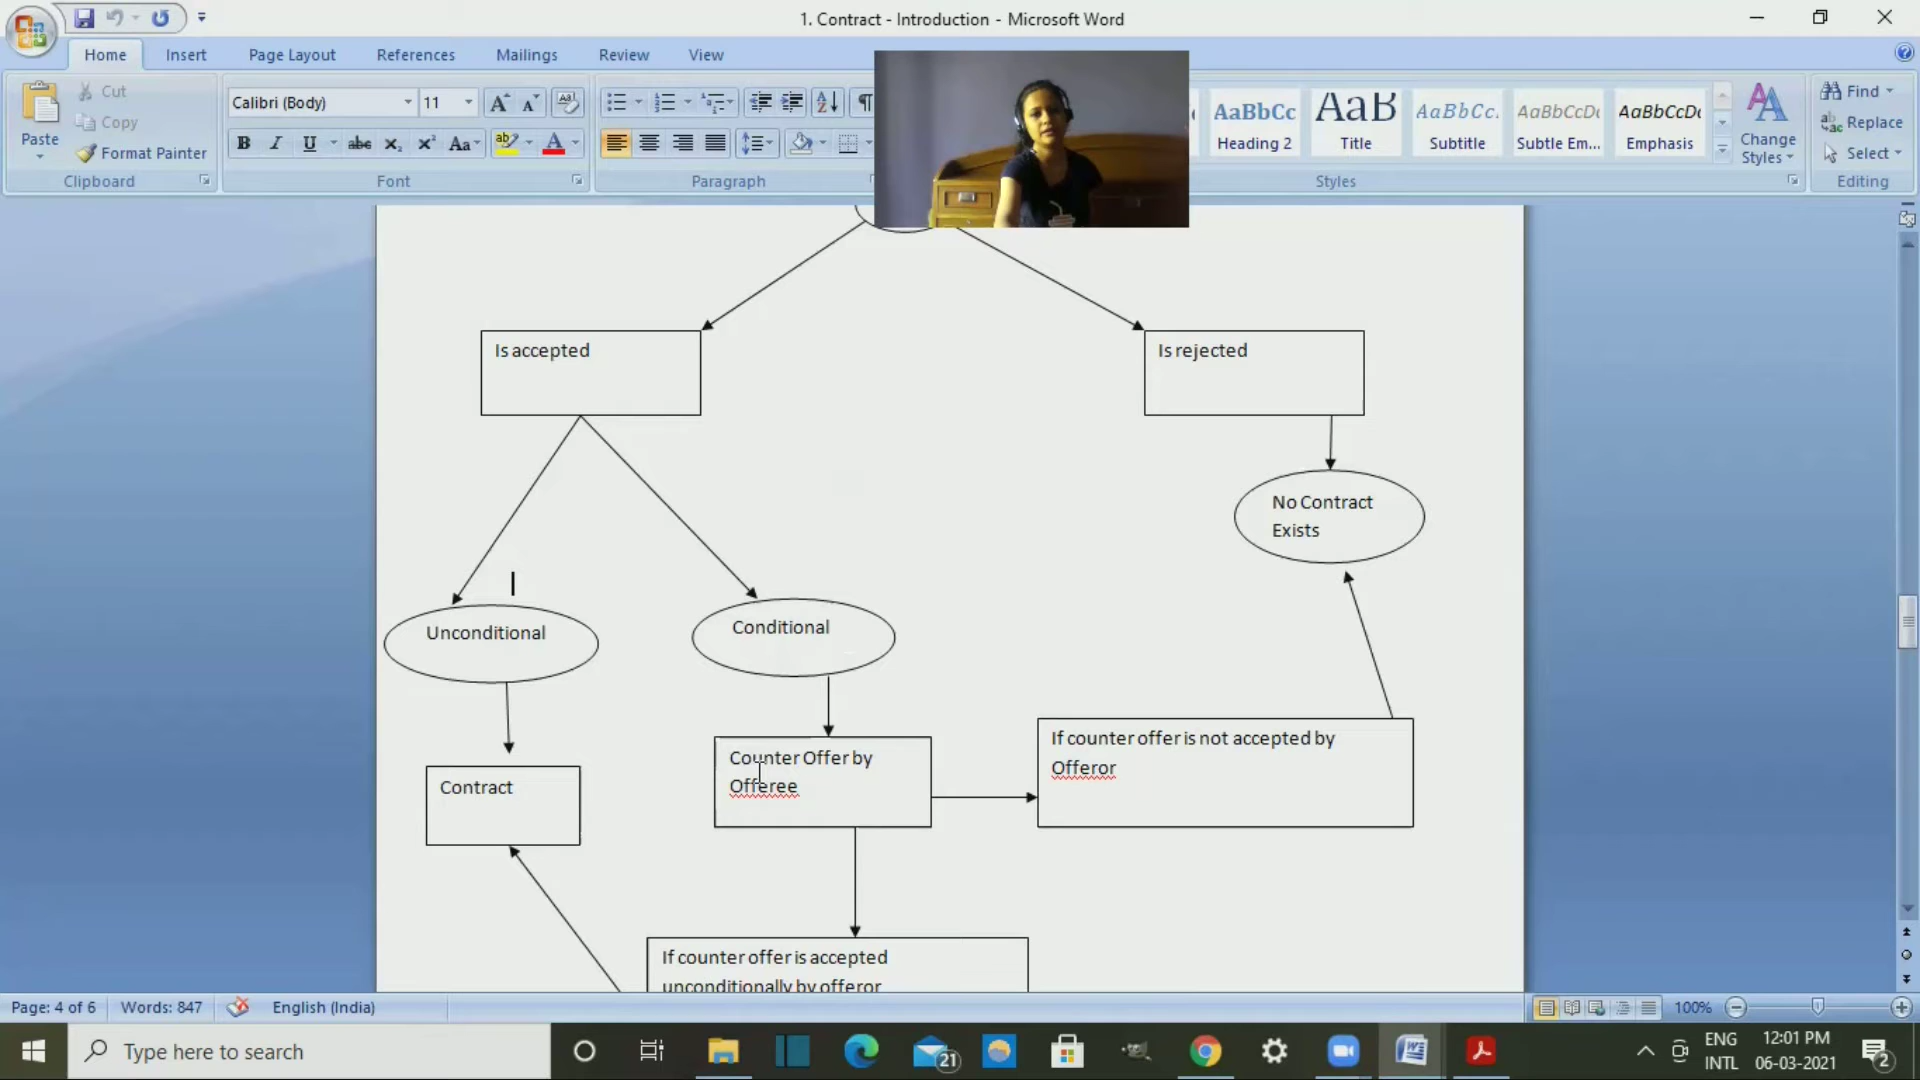 1. Contract - Introduction - Microsoft Word
Home Insert Page Layout References Mailings Review View
Cut
Copy
Format Painter
Paste
Clipboard
Calibri (Body) 11
Font
Paragraph
AaBbCc Heading 2
AaB Title
AaBbCc. Subtitle
AaBbCcDc Subtle Em...
AaBbCcDc Emphasis
Change
Styles
Styles
Find
Replace
Select
Editing
Is accepted
Is rejected
No Contract
Exists
Unconditional
Conditional
Contract
Counter Offer by
Offeree
If counter offer is not accepted by
Offeror
If counter offer is accepted
unconditionally by offeror
Page: 4 of 6 Words: 847 English (India) 100%
Type here to search
21
ENG
INTL
12:01 PM
06-03-2021
2